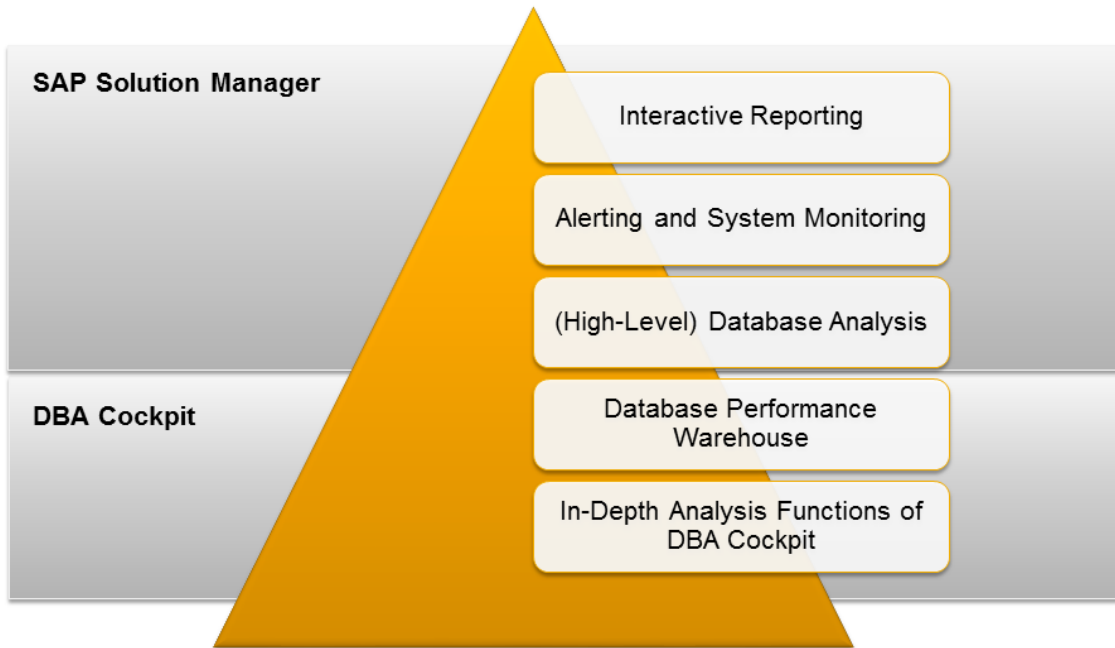 SAP Solution Manager
Interactive Reporting
Alerting and System Monitoring
(High-Level) Database Analysis
DBA Cockpit
Database Performance
Warehouse
In-Depth Analysis Functions of
DBA Cockpit